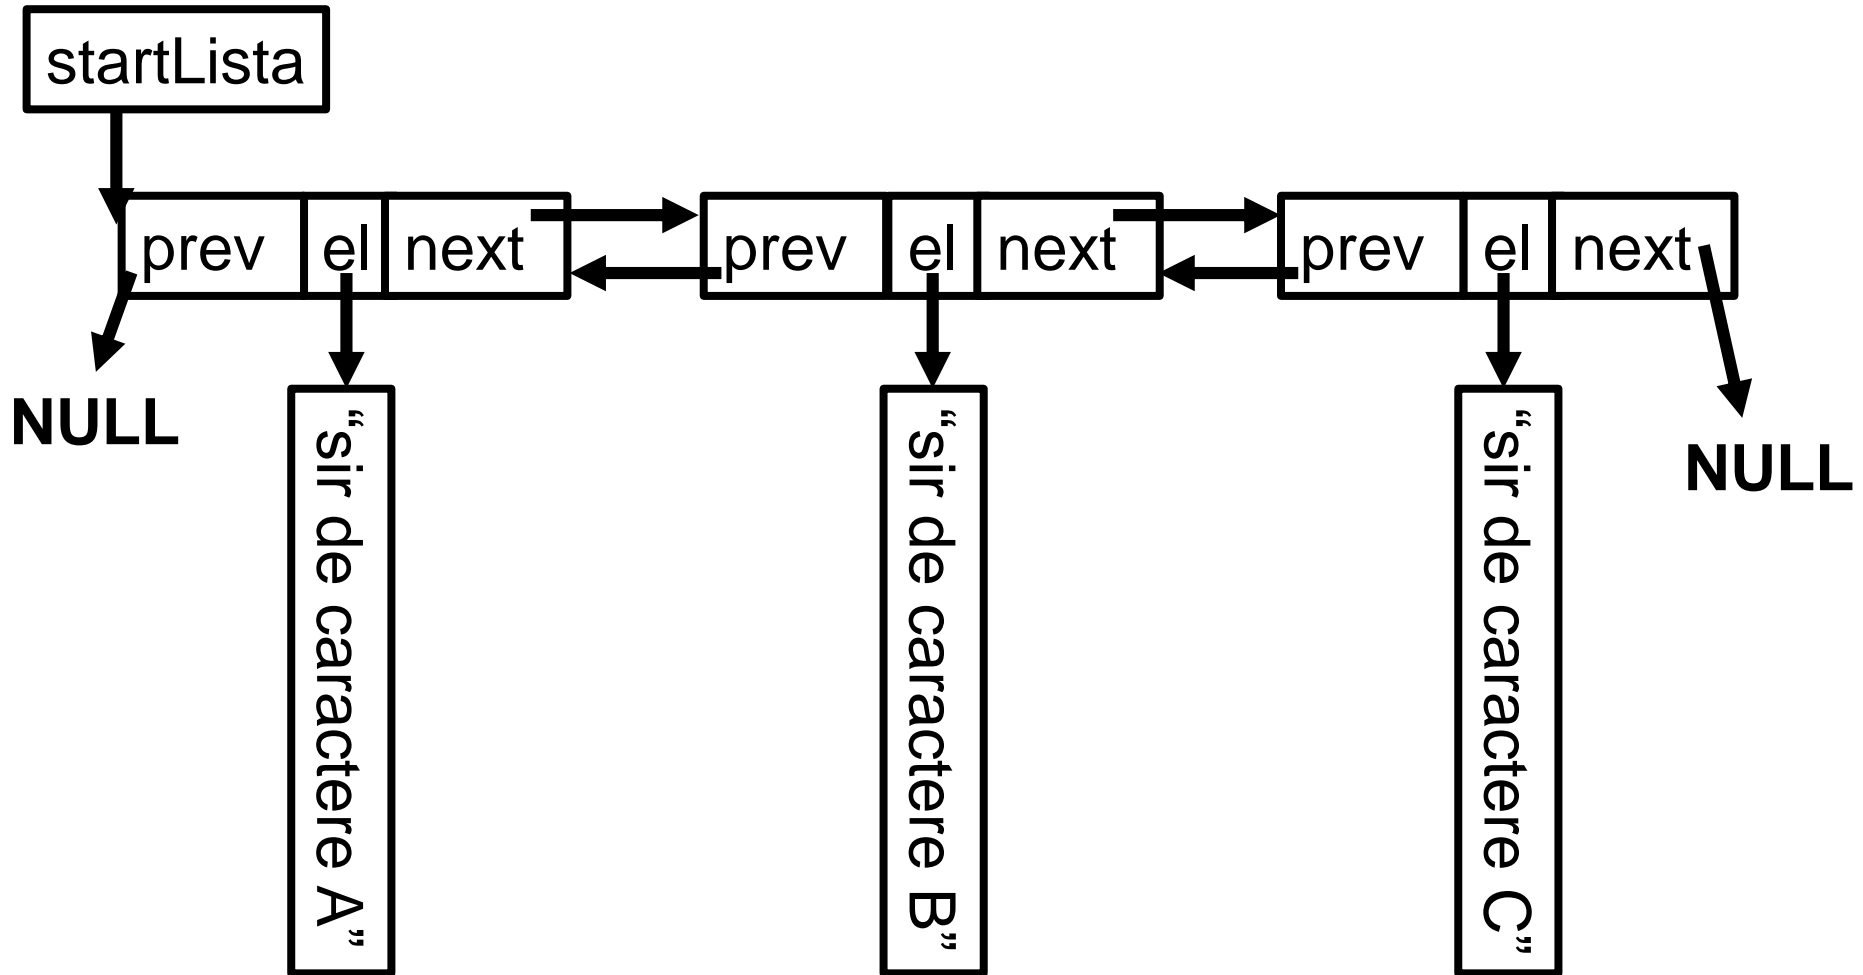 startLista
prev el next prev el next prev el next
NULL
NULL
“sir de caractere A”
“sir de caractere B”
“sir de caractere C”